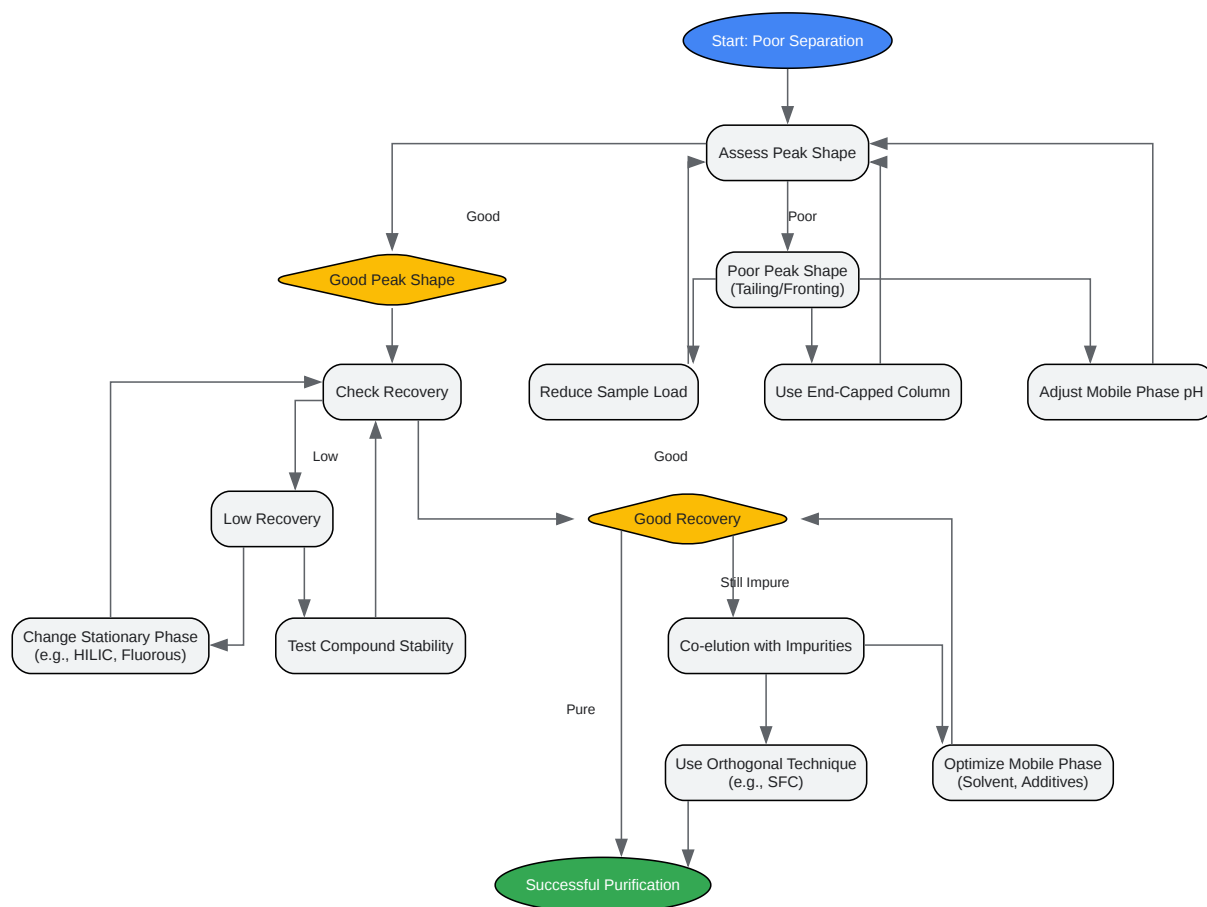 Start: Poor Separation
Assess Peak Shape
Good
Poor
Good Peak Shape
Poor Peak Shape
(Tailing/Fronting)
Check Recovery
Reduce Sample Load
Use End-Capped Column
Adjust Mobile Phase pH
Low
Good
Low Recovery
Good Recovery
Still Impure
Change Stationary Phase
(e.g., HILIC, Fluorous)
Test Compound Stability
Co-elution with Impurities
Pure
Use Orthogonal Technique
(e.g., SFC)
Optimize Mobile Phase
(Solvent, Additives)
Successful Purification